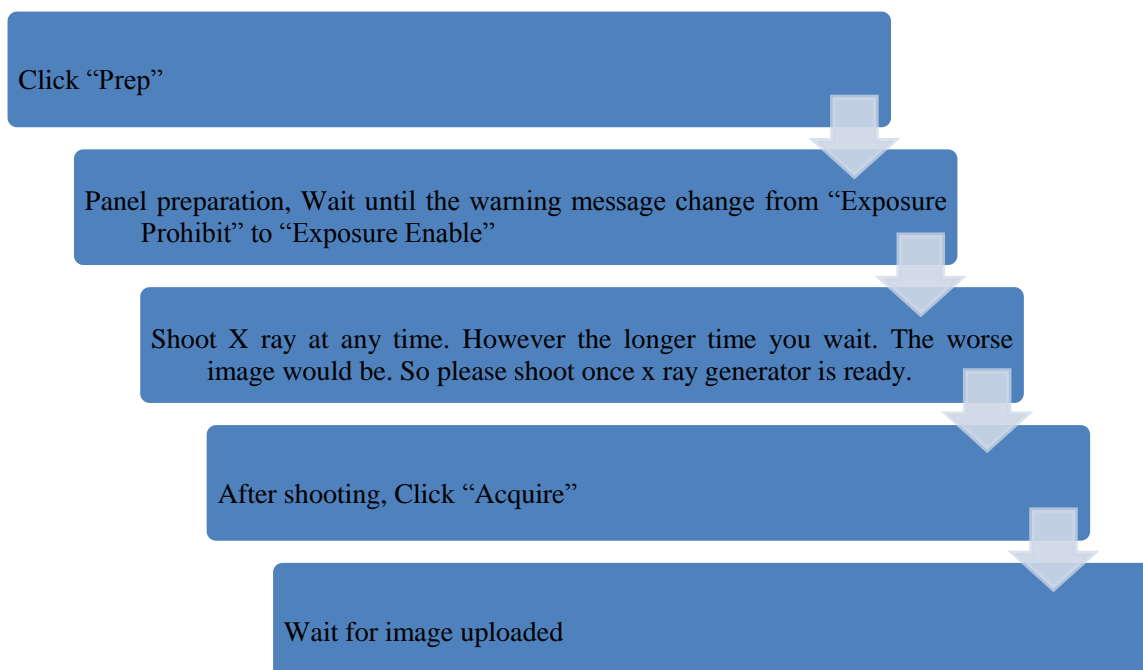 Click “Prep”
Panel preparation, Wait until the warning message change from “Exposure
Prohibit” to “Exposure Enable”
Shoot X ray at any time. However the longer time you wait. The worse
image would be. So please shoot once x ray generator is ready.
After shooting, Click “Acquire”
Wait for image uploaded